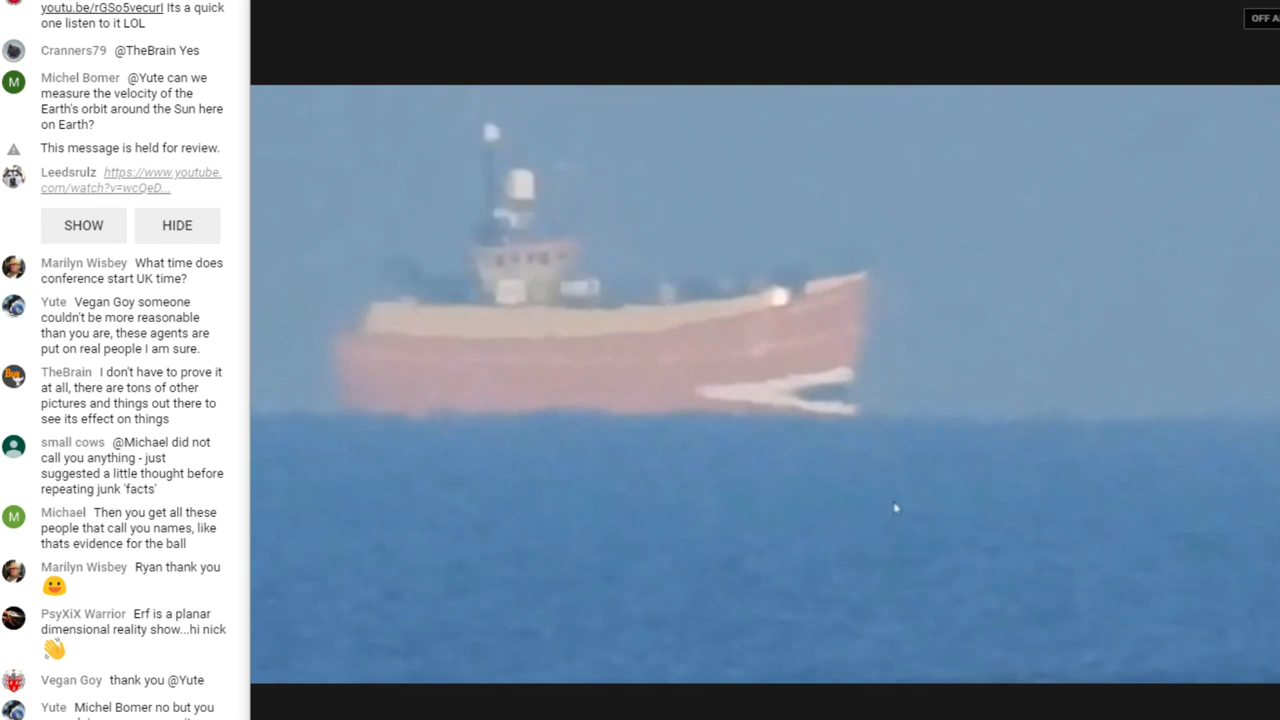 youtu.be/rGSo5vecurI Its a quick
one listen to it LOL
OFF A
Cranners79 @TheBrain Yes
Michel Bomer @Yute can we
measure the velocity of the
Earth's orbit around the Sun here
on Earth?
This message is held for review.
Leedsrulz https://www.youtube.
com/watch?v=wcQeD...
SHOW
HIDE
Marilyn Wisbey What time does
conference start UK time?
Yute Vegan Goy someone
couldn't be more reasonable
than you are, these agents are
put on real people I am sure.
TheBrain I don't have to prove it
at all, there are tons of other
pictures and things out there to
see its effect on things
small cows @Michael did not
call you anything - just
suggested a little thought before
repeating junk 'facts'
Michael Then you get all these
people that call you names, like
thats evidence for the ball
Marilyn Wisbey Ryan thank you
PsyXiX Warrior Erf is a planar
dimensional reality show...hi nick
Vegan Goy thank you @Yute
Yute Michel Bomer no but you